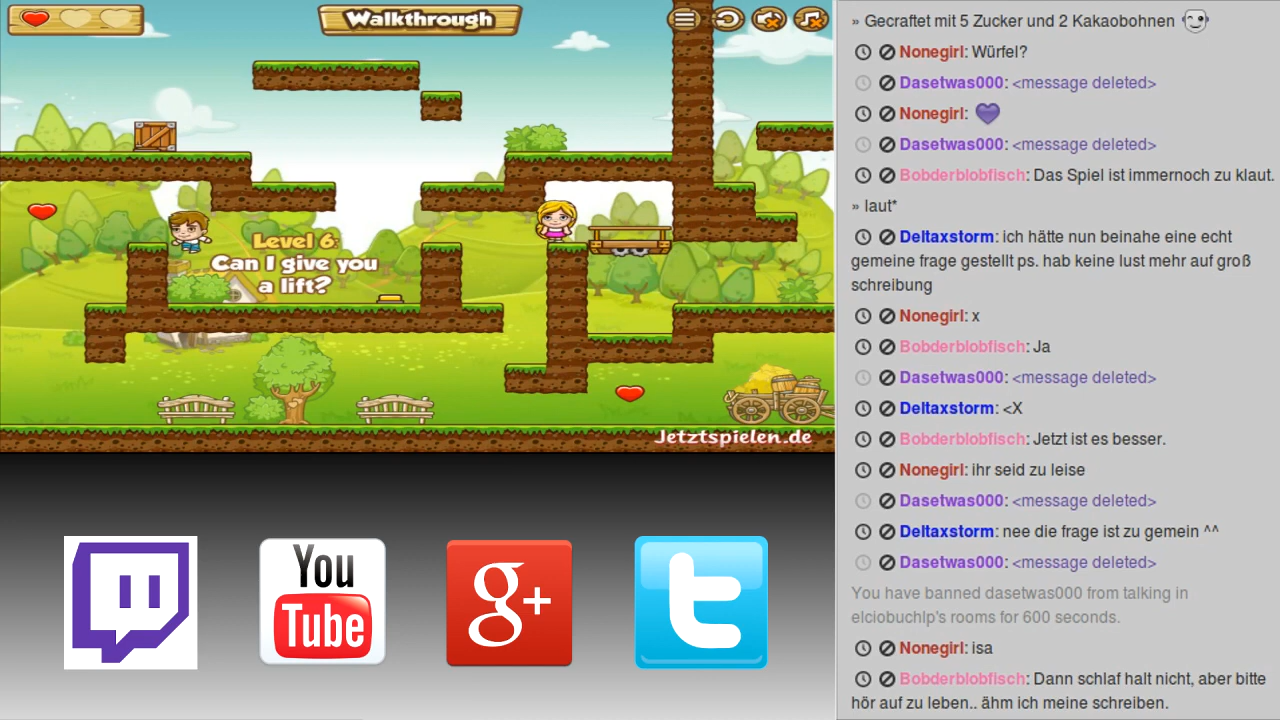 Walkthrough
Level 6:
Can I give you
a lift?
Jetztspielen.de
You
Tube
g+
» Gecraftet mit 5 Zucker und 2 Kakaobohnen
Nonegirl: Würfel?
Dasetwas000: <message deleted>
Nonegirl: 💜
Dasetwas000: <message deleted>
Bobderblobfisch: Das Spiel ist immernoch zu klaut.
» laut*
Deltaxstorm: ich hätte nun beinahe eine echt
gemeine frage gestellt ps. hab keine lust mehr auf groß
schreibung
Nonegirl: x
Bobderblobfisch: Ja
Dasetwas000: <message deleted>
Deltaxstorm: <X
Bobderblobfisch: Jetzt ist es besser.
Nonegirl: ihr seid zu leise
Dasetwas000: <message deleted>
Deltaxstorm: nee die frage ist zu gemein ^^
Dasetwas000: <message deleted>
You have banned dasetwas000 from talking in
elciobuchlp's rooms for 600 seconds.
Nonegirl: isa
Bobderblobfisch: Dann schlaf halt nicht, aber bitte
hör auf zu leben.. ähm ich meine schreiben.